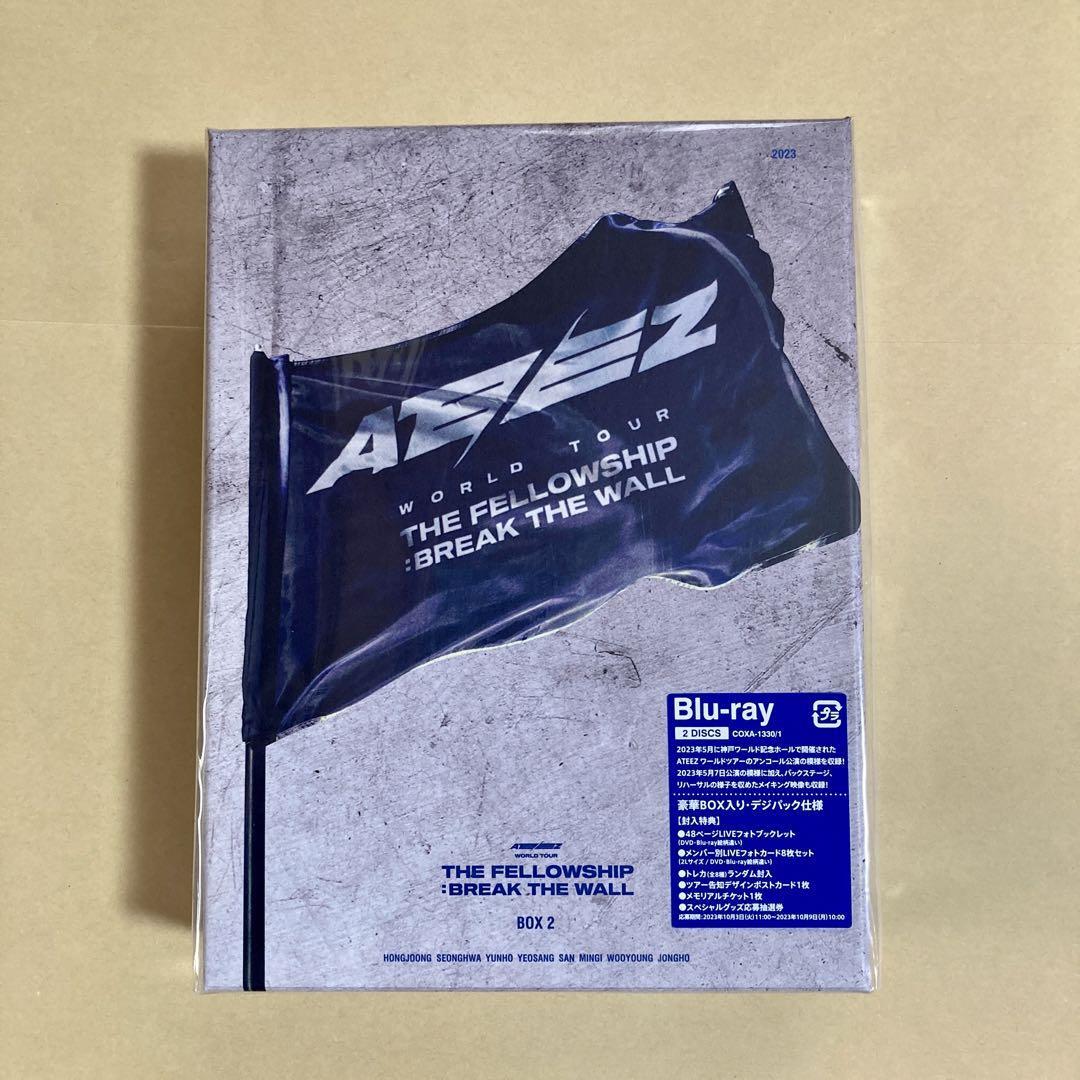 2023
ATEEZ
WORLD TOUR
THE FELLOWSHIP
:BREAK THE WALL
Blu-ray
プラ
2 DISCS COXA-1330/1
2023年5月に神戸ワールド記念ホールで開催された
ATEEZ ワールドツアーのアンコール公演の模様を収録!
2023年5月7日公演の模様に加え、バックステージ、
リハーサルの様子を収めたメイキング映像も収録!
豪華BOX入り・デジパック仕様
【封入特典】
●48ページLIVEフォトブックレット
(DVD・Blu-ray絵柄違い)
●メンバー別LIVEフォトカード8枚セット
(2Lサイズ / DVD・Blu-ray絵柄違い)
●トレカ(全8種)ランダム封入
●ツアー告知デザインポストカード1枚
●メモリアルチケット1枚
●スペシャルグッズ応募抽選券
応募期間:2023年10月3日(火)11:00~2023年10月9日(月)10:00
ATEEZ
WORLD TOUR
THE FELLOWSHIP
:BREAK THE WALL
BOX 2
HONGJOONG SEONGHWA YUNHO YEOSANG SAN MINGI WOOYOUNG JONGHO